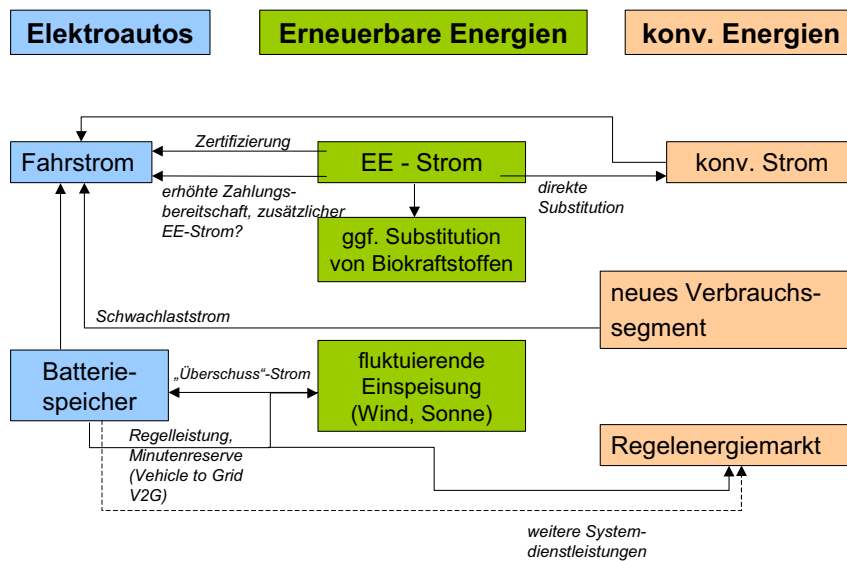 Elektroautos
Erneuerbare Energien
konv. Energien
Fahrstrom
Zertifizierung
EE - Strom
konv. Strom
erhöhte Zahlungs-
bereitschaft, zusätzlicher
EE-Strom?
direkte
Substitution
ggf. Substitution
von Biokraftstoffen
neues Verbrauchs-
segment
Schwachlaststrom
Batterie-
speicher
„Überschuss“-Strom
fluktuierende
Einspeisung
(Wind, Sonne)
Regelleistung,
Minutenreserve
(Vehicle to Grid
V2G)
Regelenergiemarkt
weitere System-
dienstleistungen